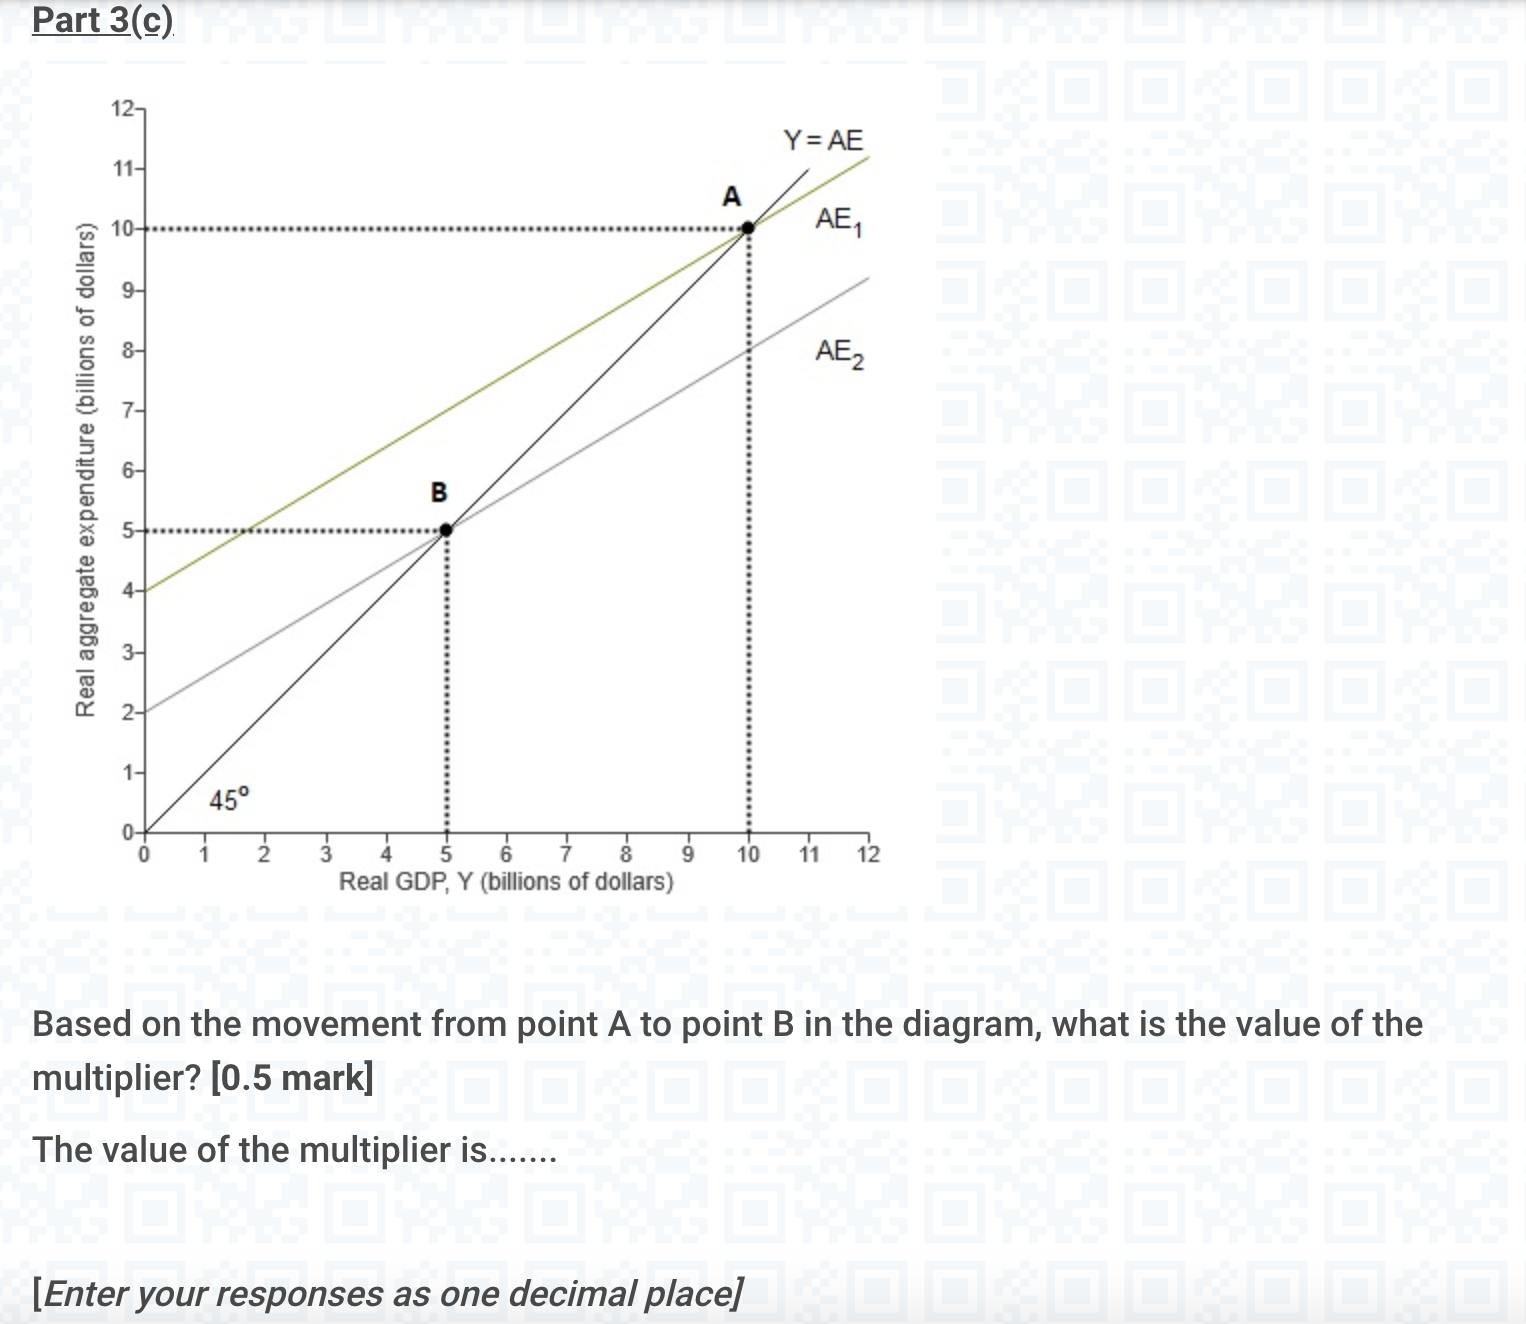 Part 3(c)
12
Y = AE
11
A
AE₁
10
9
Real aggregate expenditure (billions of dollars)
8
AE₂
7
6
B
5
4
3
2
1
45°
0
0 1 2 3 4 5 6 7 8 9 10 11 12
Real GDP, Y (billions of dollars)
Based on the movement from point A to point B in the diagram, what is the value of the
multiplier? [0.5 mark]
The value of the multiplier is.......
[Enter your responses as one decimal place]